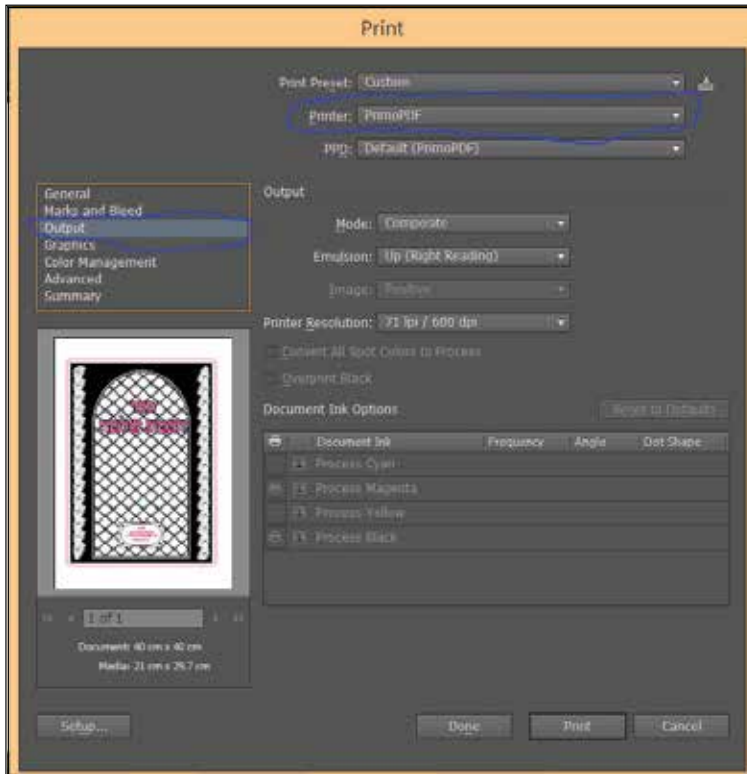 Print
Print Preset: Custom
Printer: PrimoPDF
PPD: Default (PrimoPDF)
General
Marks and Bleed
Output
Graphics
Color Management
Advanced
Summary
Output
Mode: Composite
Emulsion: Up (Right Reading)
Image: Positive
Printer Resolution: 71 lpi / 600 dpi
Convert All Spot Colors to Process
Overprint Black
Document Ink Options
Reset to Defaults
Document Ink Frequency Angle Dot Shape
Process Cyan
Process Magenta
Process Yellow
Process Black
1 of 1
Document: 40 cm x 40 cm
Media: 21 cm x 29.7 cm
Setup...
Done
Print
Cancel